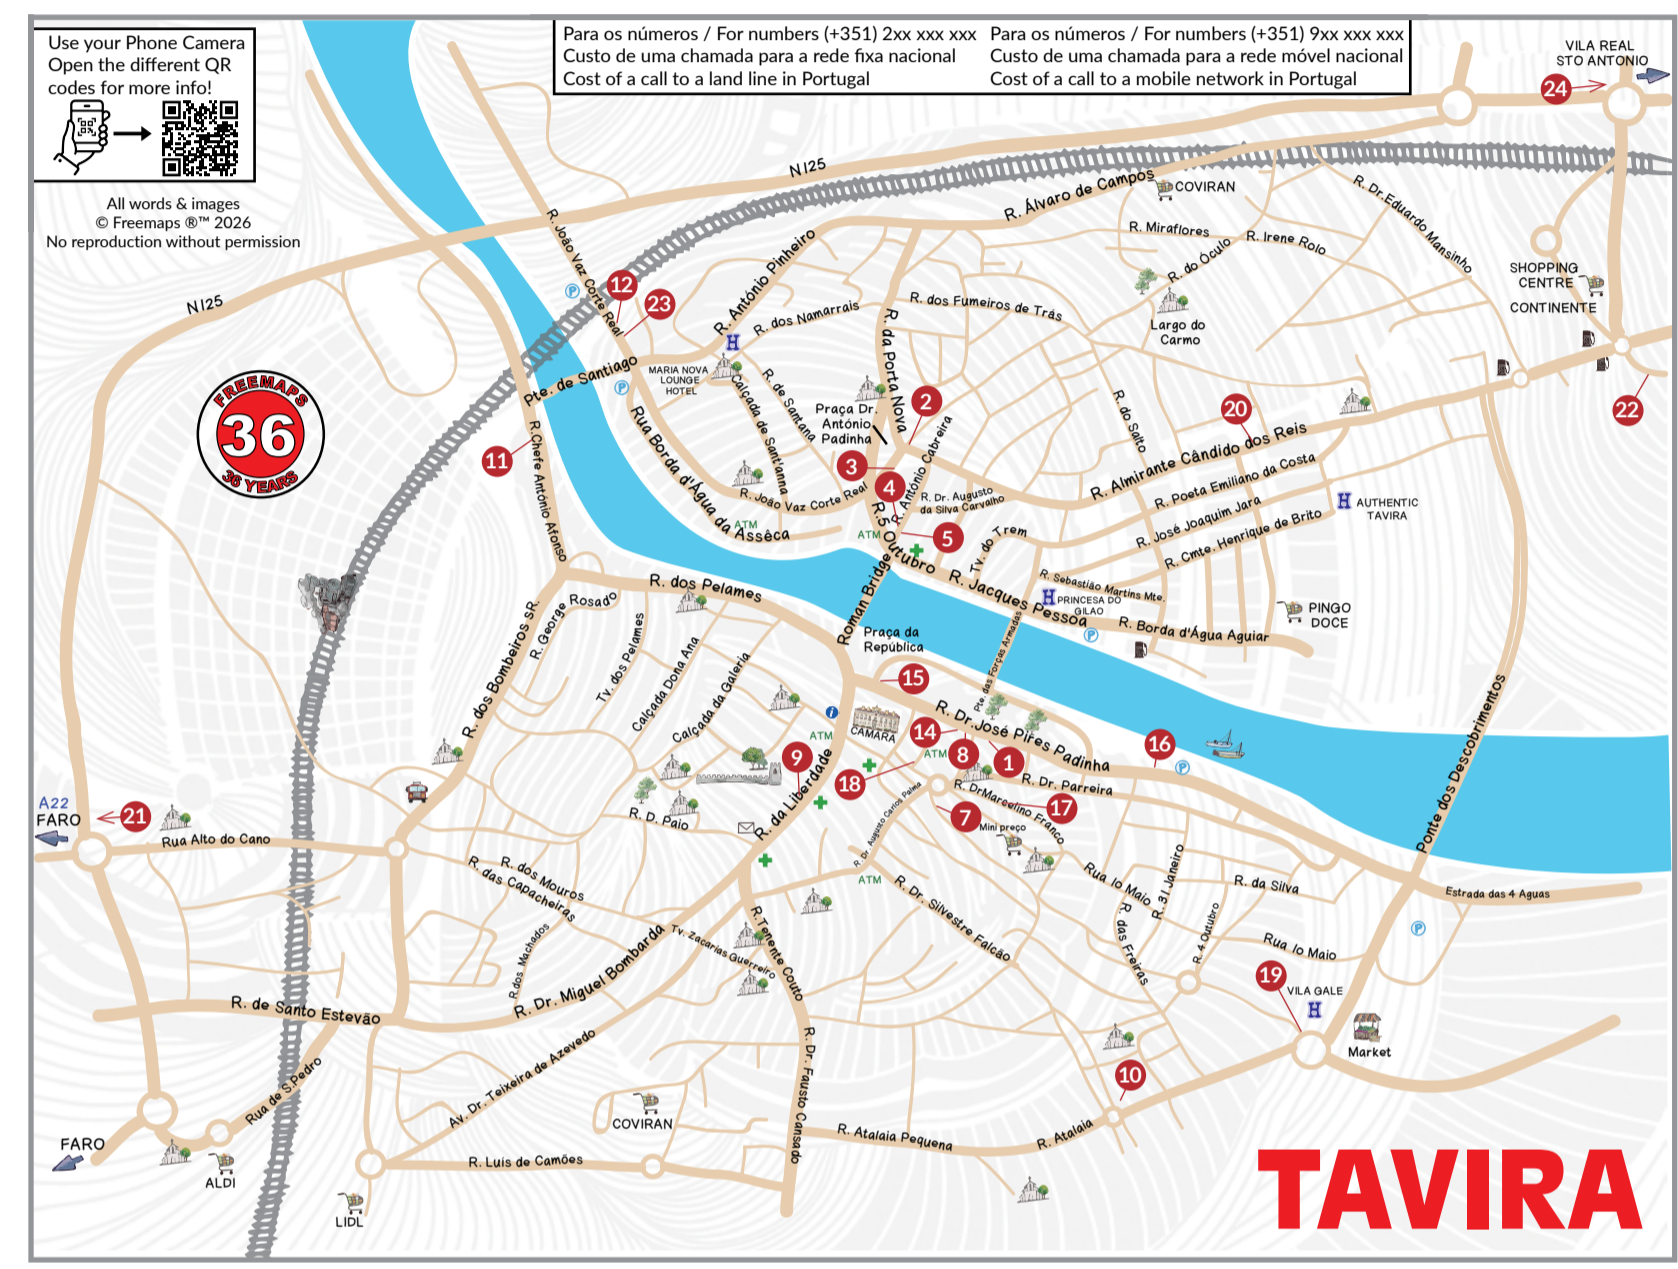 Use your Phone Camera
Open the different QR
codes for more info!
All words & images
© Freemaps ®™ 2026
No reproduction without permission
Para os números / For numbers (+351) 2xx xxx xxx
Custo de uma chamada para a rede fixa nacional
Cost of a call to a land line in Portugal
Para os números / For numbers (+351) 9xx xxx xxx
Custo de uma chamada para a rede móvel nacional
Cost of a call to a mobile network in Portugal
VILA REAL
STO ANTONIO
24
N125
R. Álvaro de Campos
COVIRAN
R. Dr.Eduardo Mansinho
R. Miraflores
R. Irene Rolo
R. do Óculo
SHOPPING
CENTRE
CONTINENTE
R. João Vaz Corte Real
R. António Pinheiro
12
23
N125
R. dos Namarrais
R. dos Fumeiros de Trás
Largo do
Carmo
R. da Porta Nova
FREEMAPS
36
36 YEARS
Pte. de Santiago
MARIA NOVA
LOUNGE
HOTEL
H
Calçada de Sant'anna
R. de Santana
Praça Dr.
António
Padinha
2
20
22
R. do Salto
R. Almirante Cândido dos Reis
Rua Borda d'Água da Assêca
R. António Cabreira
11
R.Chefe António Afonso
3
4
R. João Vaz Corte Real
R. Dr. Augusto
da Silva Carvalho
R. Poeta Emiliano da Costa
R. José Joaquim Jara
R. Cmte. Henrique de Brito
H
AUTHENTIC
TAVIRA
ATM
ATM
R.5 Outubro
5
Tv. do Trem
R. Sebastião Martins Mte.
R. Jacques Pessoa
H
PRINCESA DO
GILAO
P
R. Borda d'Água Aguiar
PINGO
DOCE
R. dos Pelames
Roman Bridge
R. George Rosado
R. dos Bombeiros sR.
Tv. dos Pelames
Calçada Dona Ana
Calçada da Galeria
Praça da
República
Pte. das Forças Armadas
15
Ponte dos Descobrimentos
i
ATM
CAMARA
R. Dr.José Pires Padinha
14
ATM
8
1
16
P
9
18
R. Dr. Parreira
R. DrMarcelino Franco
17
7
Mini preço
R. Dr. Augusto Carlos Palma
R. da Liberdade
R. D. Paio
A22
FARO
21
Rua Alto do Cano
R. dos Mouros
R. das Capacheiras
ATM
R. Dr. Silvestre Falcão
Rua Io Maio
R. 31 Janeiro
R. da Silva
Estrada das 4 Aguas
R. das Freiras
R. 4 Outubro
Rua Io Maio
P
R.Tenente Couto
Tv. Zacarias Guerreiro
R.dos Machados
R. Dr. Miguel Bombarda
R. de Santo Estevão
19
VILA GALE
H
Market
Rua de S.Pedro
Av. Dr. Teixeira de Azevedo
R. Dr. Fausto Cansado
10
COVIRAN
R. Atalaia Pequena
R. Atalaia
FARO
ALDI
R. Luís de Camões
LIDL
P
P
H
TAVIRA